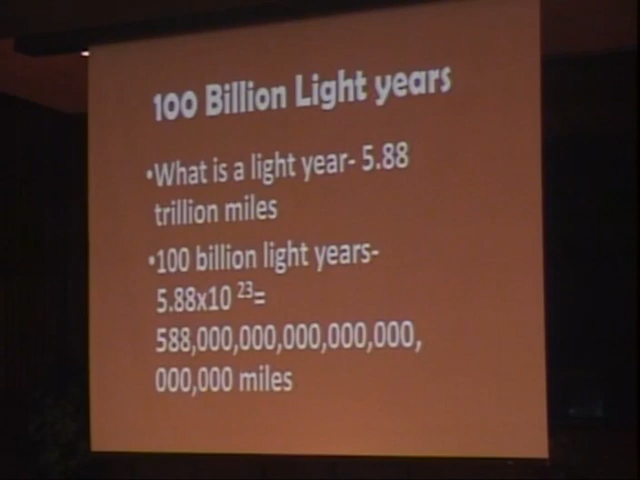 100 Billion Light years
•What is a light year- 5.88
trillion miles
•100 billion light years-
5.88x10 23=
588,000,000,000,000,000,
000,000 miles